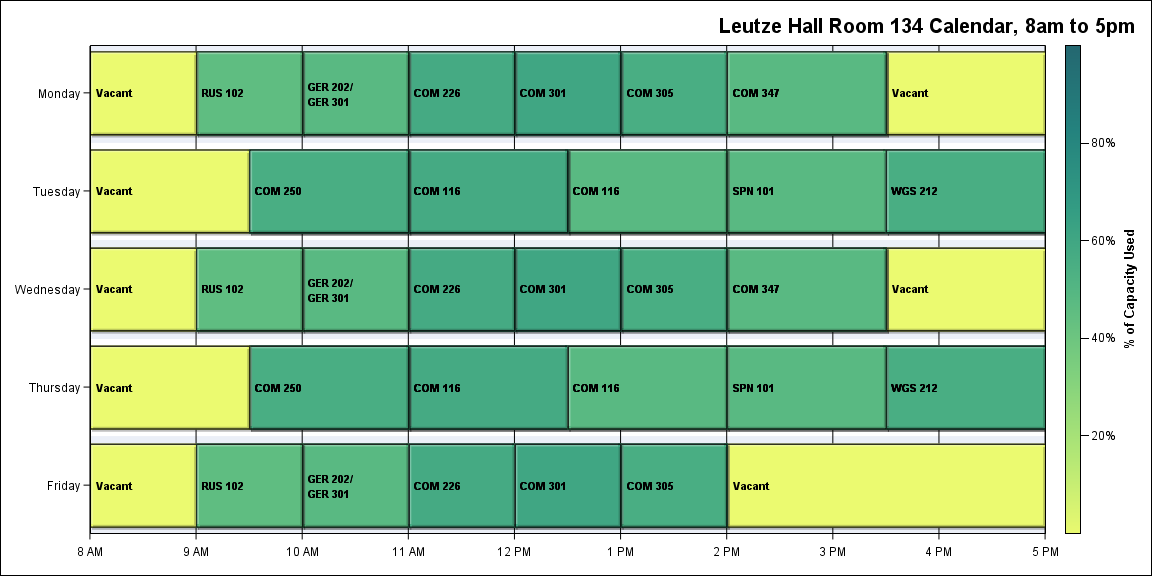 Leutze Hall Room 134 Calendar, 8am to 5pm
Monday
Vacant
RUS 102
GER 202/
GER 301
COM 226
COM 301
COM 305
COM 347
Vacant
Tuesday
Vacant
COM 250
COM 116
COM 116
SPN 101
WGS 212
Wednesday
Vacant
RUS 102
GER 202/
GER 301
COM 226
COM 301
COM 305
COM 347
Vacant
Thursday
Vacant
COM 250
COM 116
COM 116
SPN 101
WGS 212
Friday
Vacant
RUS 102
GER 202/
GER 301
COM 226
COM 301
COM 305
Vacant
8 AM
9 AM
10 AM
11 AM
12 PM
1 PM
2 PM
3 PM
4 PM
5 PM
80%
60%
40%
20%
% of Capacity Used